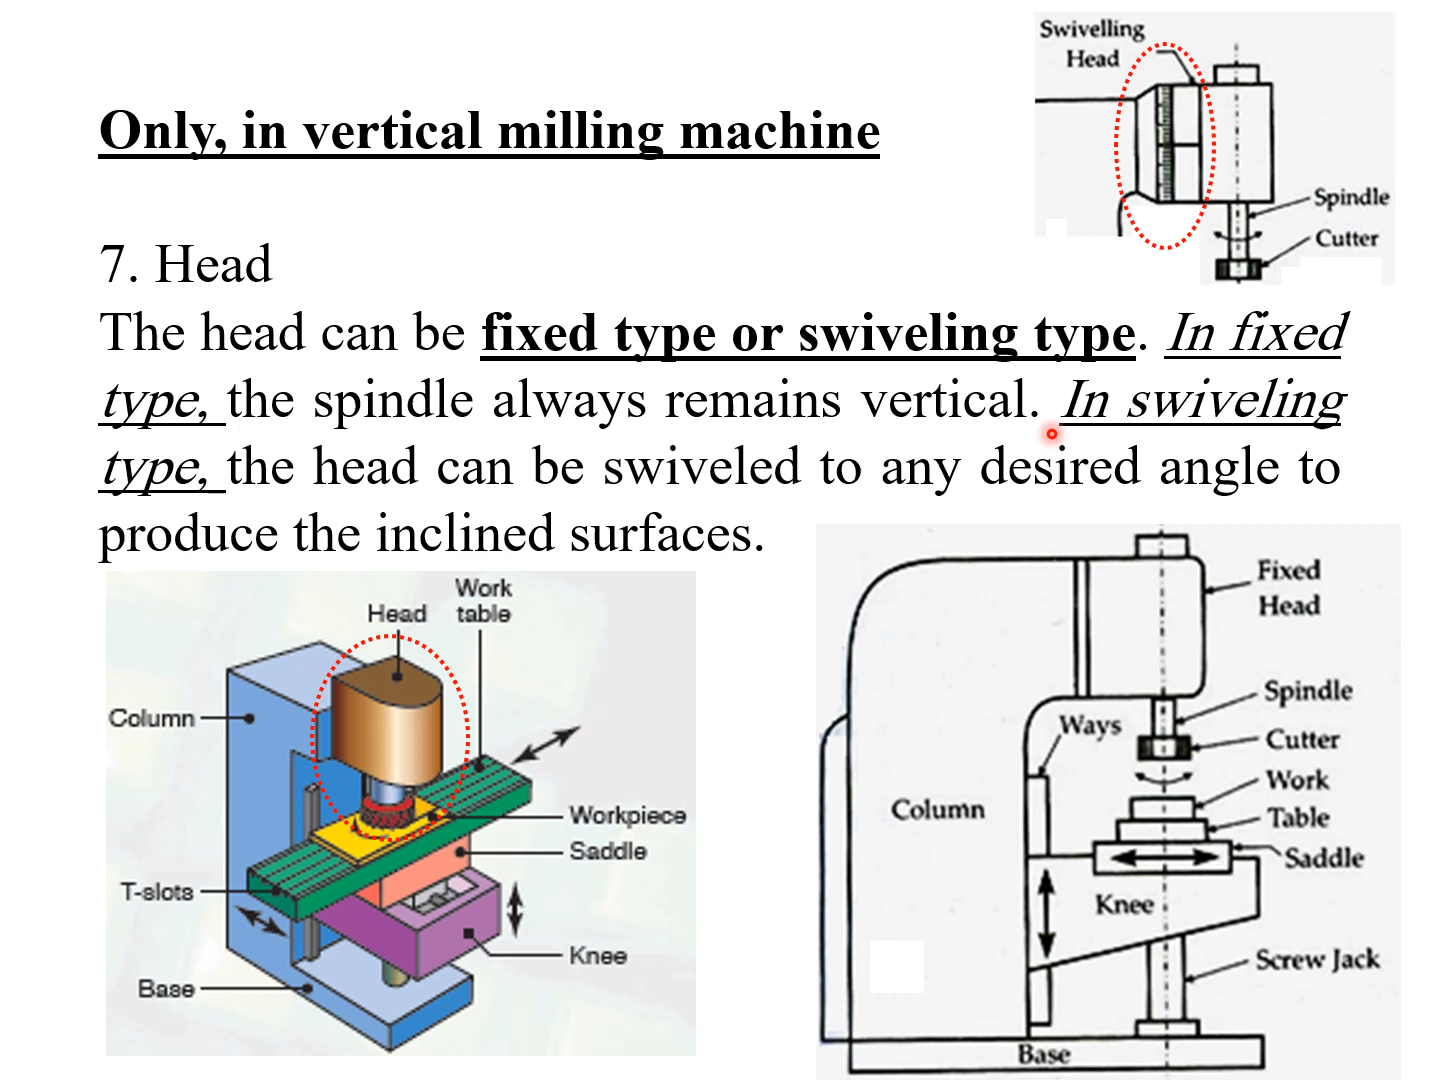 Swivelling
Head
Spindle
Cutter
Only, in vertical milling machine
7. Head
The head can be fixed type or swiveling type. In fixed
type, the spindle always remains vertical. In swiveling
type, the head can be swiveled to any desired angle to
produce the inclined surfaces.
Work
table
Head
Column
Workpiece
Saddle
T-slots
Knee
Base
Fixed
Head
Spindle
Ways
Cutter
Work
Column
Table
Saddle
Knee
Screw Jack
Base